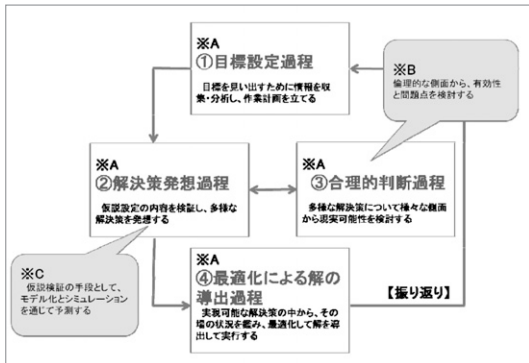 ※A
①目標設定過程
目標を見い出すために情報を収
集・分析し、作業計画を立てる
※B
倫理的な側面から、有効性
と問題点を検討する
※A
②解決策発想過程
仮説設定の内容を検証し、多様な
解決策を発想する
※A
③合理的判断過程
多様な解決策について様々な側面
から現実可能性を検討する
※C
仮説検証の手段として、
モデル化とシミュレーション
を通じて予測する
※A
④最適化による解の
導出過程
実現可能な解決策の中から、その
場の状況を鑑み、最適化して解を導
出して実行する
【振り返り】